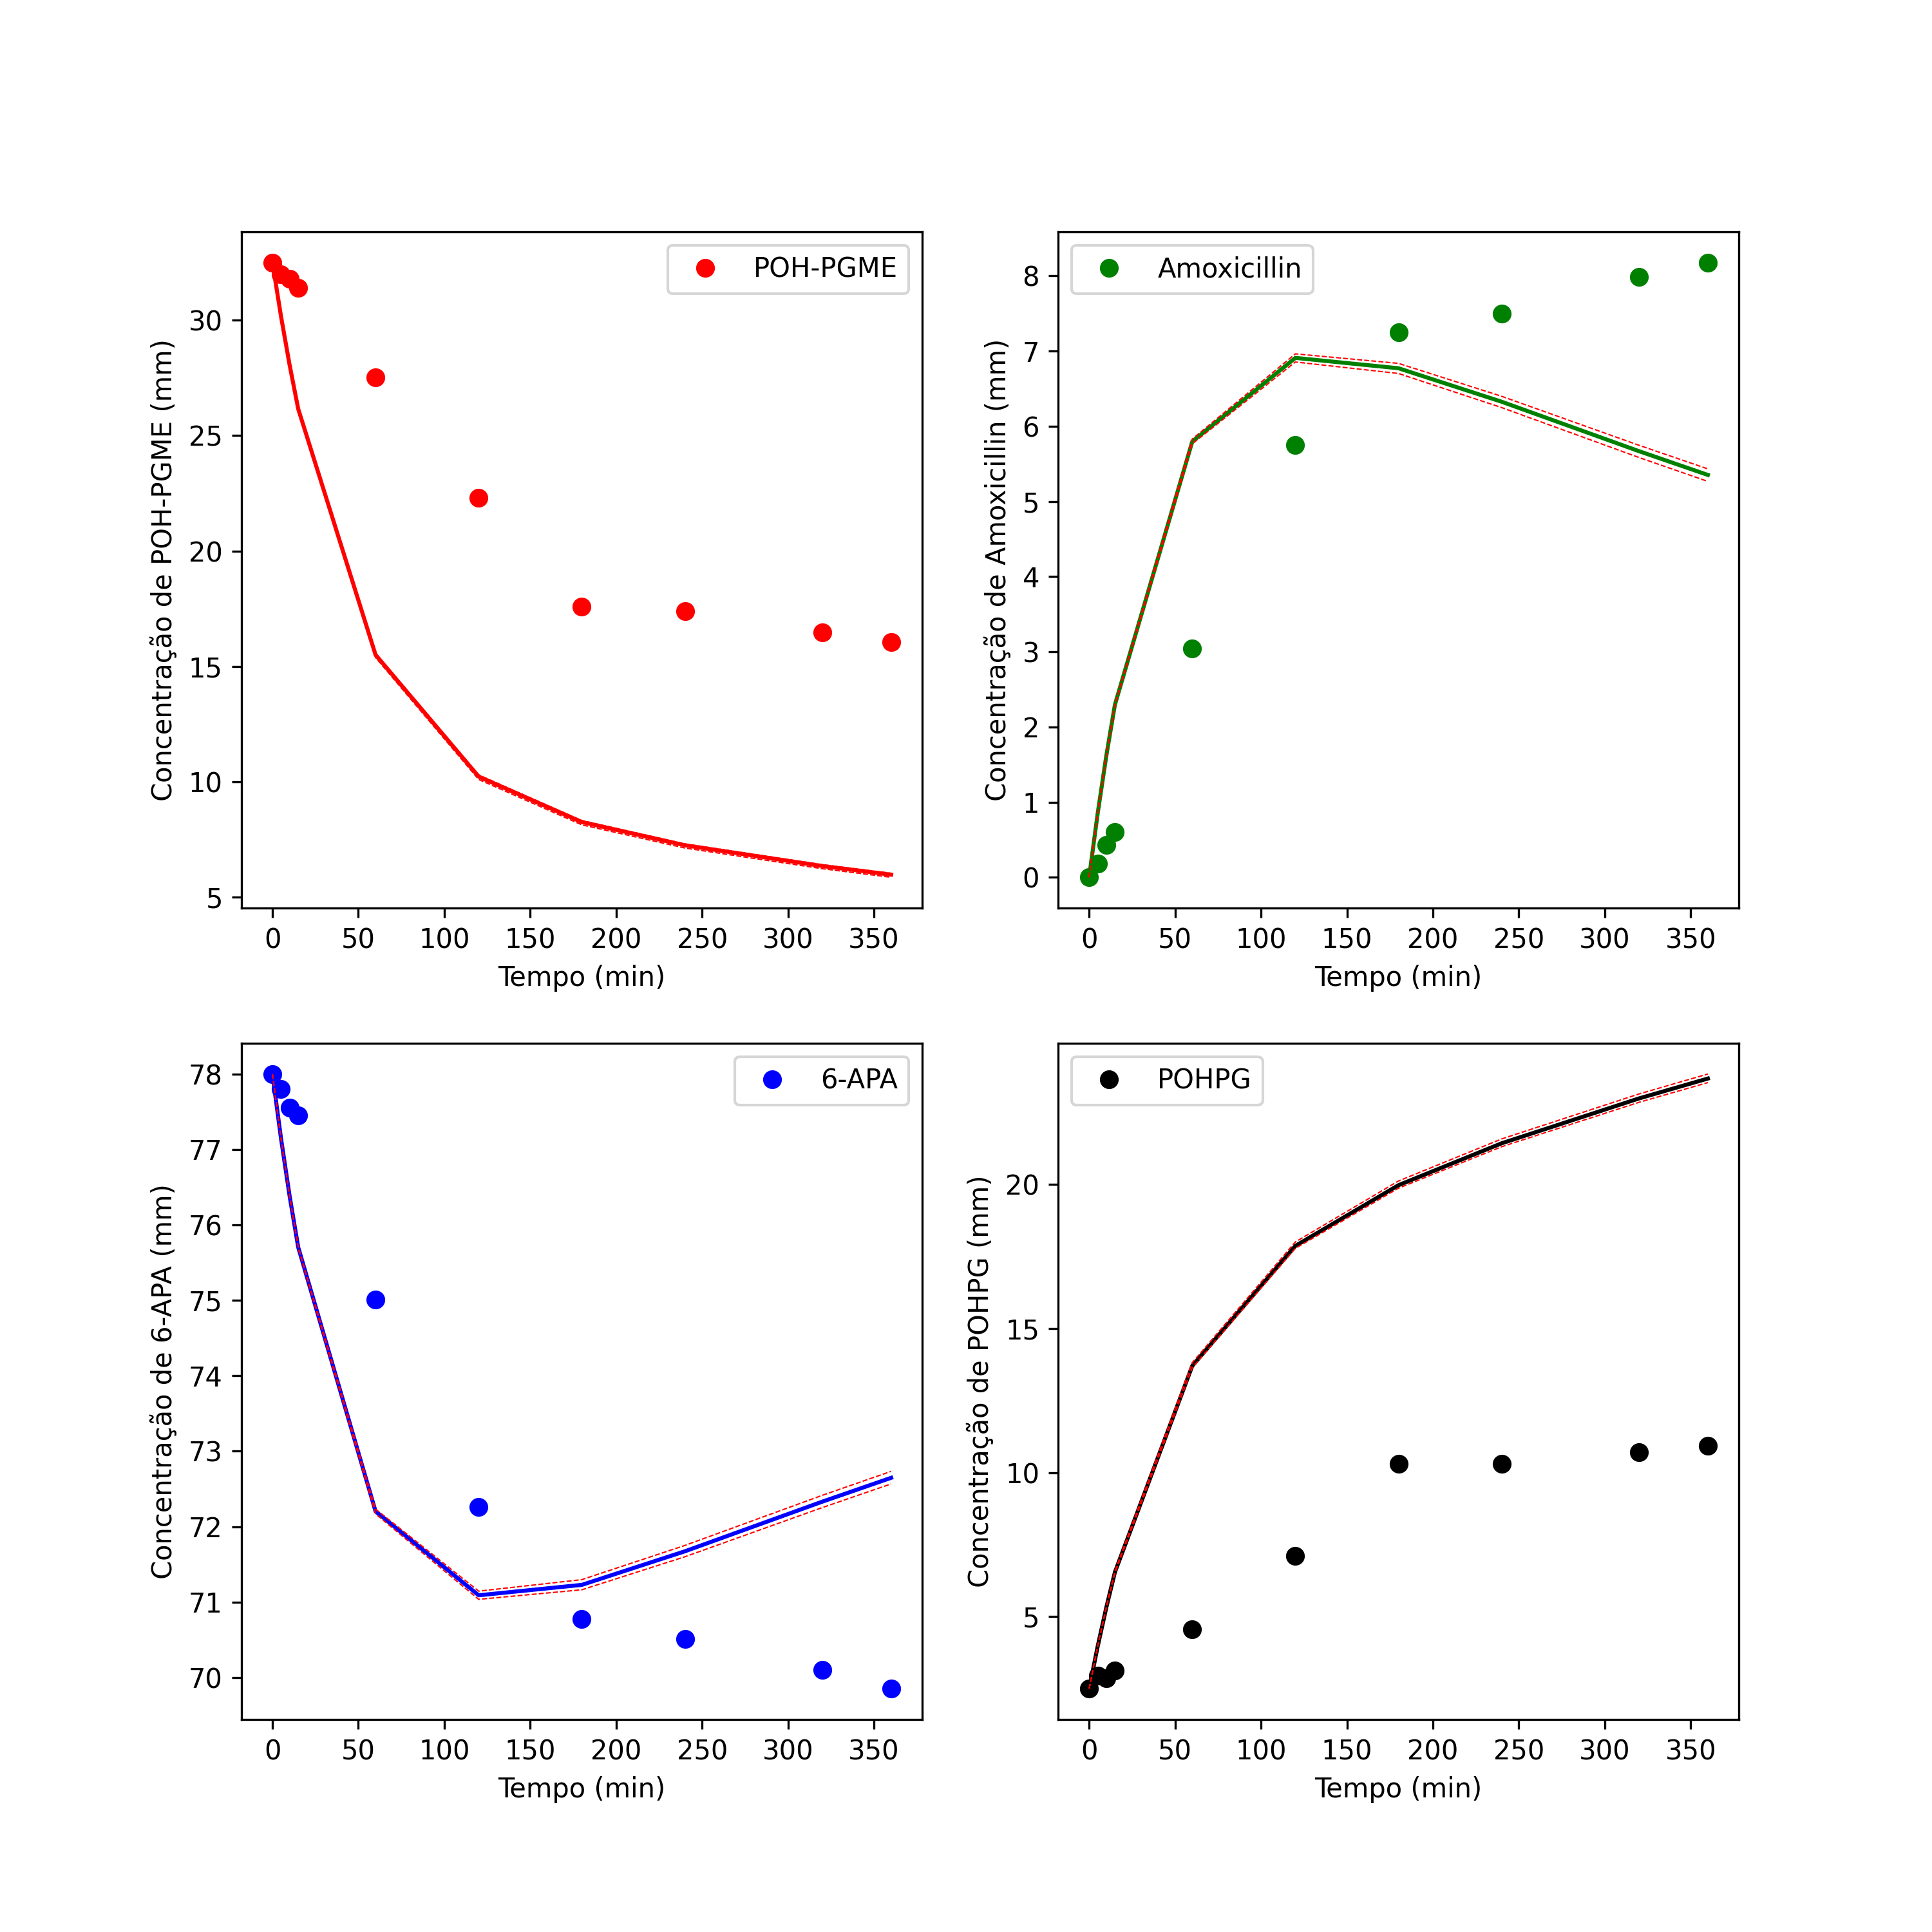 POH-PGME
Concentração de POH-PGME (mm)
30
25
20
15
10
5
0 50 100 150 200 250 300 350
Tempo (min)
Amoxicillin
Concentração de Amoxicillin (mm)
8
7
6
5
4
3
2
1
0
0 50 100 150 200 250 300 350
Tempo (min)
6-APA
Concentração de 6-APA (mm)
78
77
76
75
74
73
72
71
70
0 50 100 150 200 250 300 350
Tempo (min)
POHPG
Concentração de POHPG (mm)
20
15
10
5
0 50 100 150 200 250 300 350
Tempo (min)